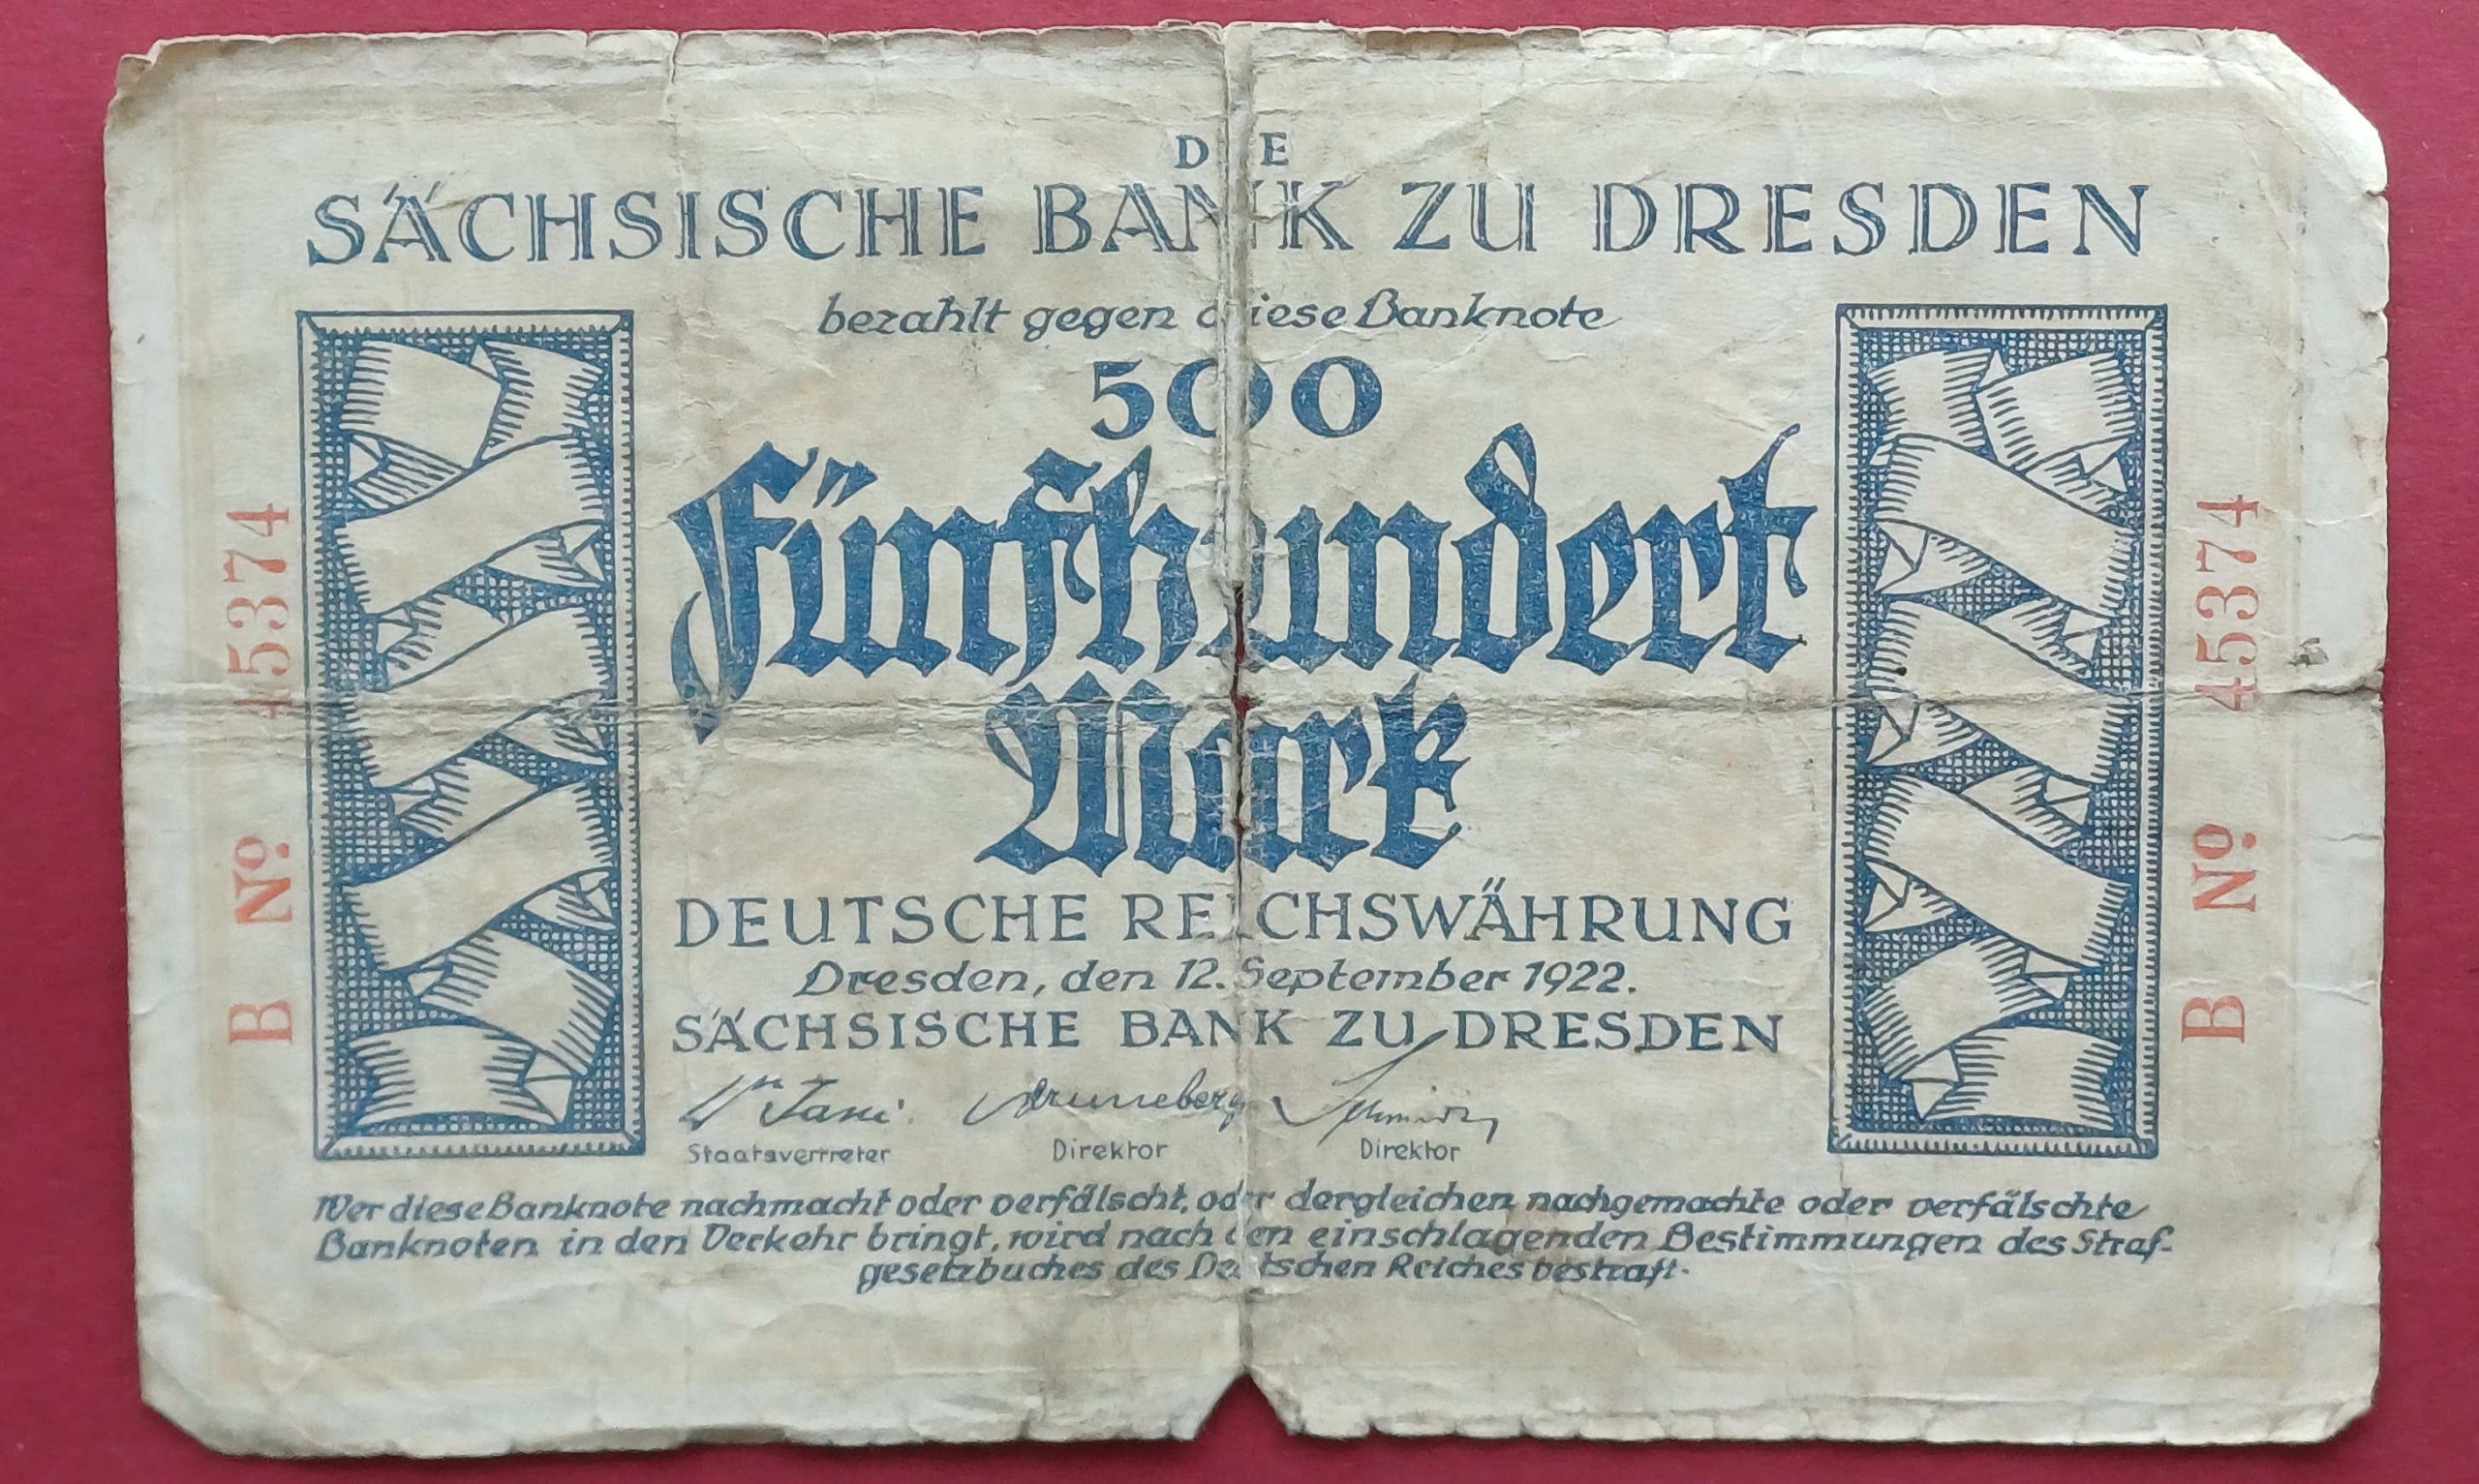 DIE
SÄCHSISCHE BANK ZU DRESDEN
bezahlt gegen diese Banknote
500
Fünfhundert
Mark
DEUTSCHE REICHSWÄHRUNG
Dresden, den 12. September 1922.
SÄCHSISCHE BANK ZU DRESDEN
Staatsvertreter Direktor Direktor
Wer diese Banknote nachmacht oder verfälscht, oder dergleichen nachgemachte oder verfälschte
Banknoten in den Verkehr bringt, wird nach den einschlagenden Bestimmungen des Straf-
gesetzbuches des Deutschen Reiches bestraft.
B Nº 45374
B Nº 45374